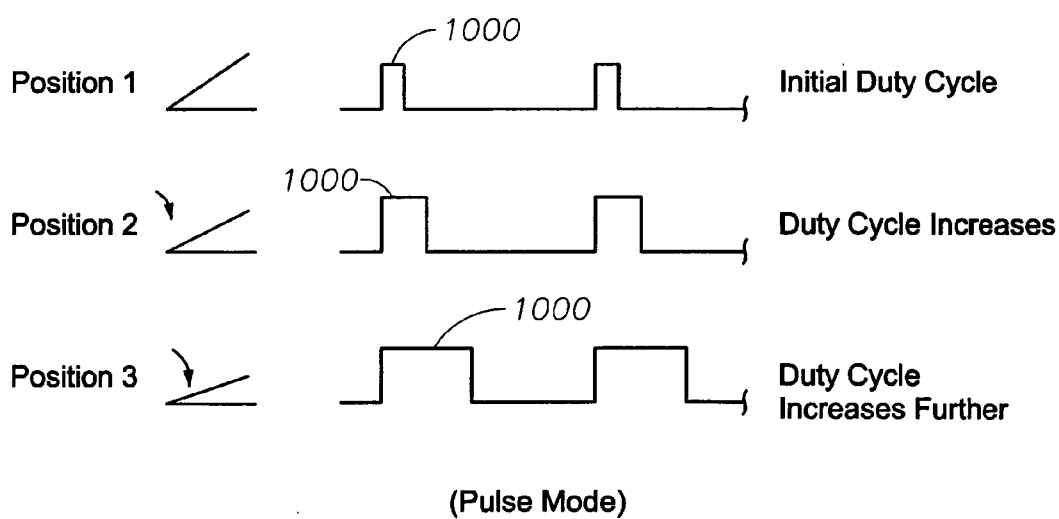 1000
Position 1
Initial Duty Cycle
1000
Position 2
Duty Cycle Increases
1000
Position 3
Duty Cycle
Increases Further
(Pulse Mode)